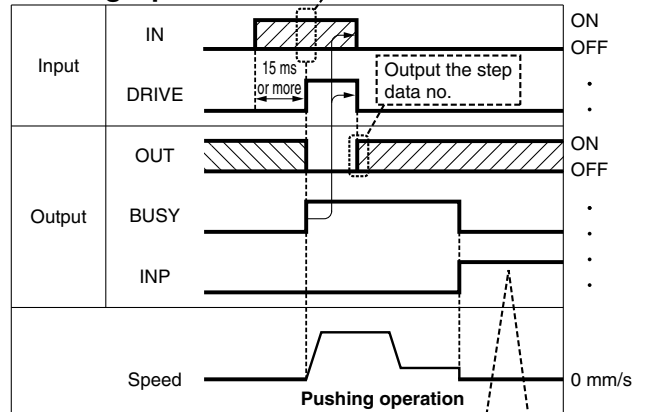 Input
IN
ON
OFF
15 ms
or more
DRIVE
Output the step
data no.
Output
OUT
ON
OFF
BUSY
INP
Speed
0 mm/s
Pushing operation